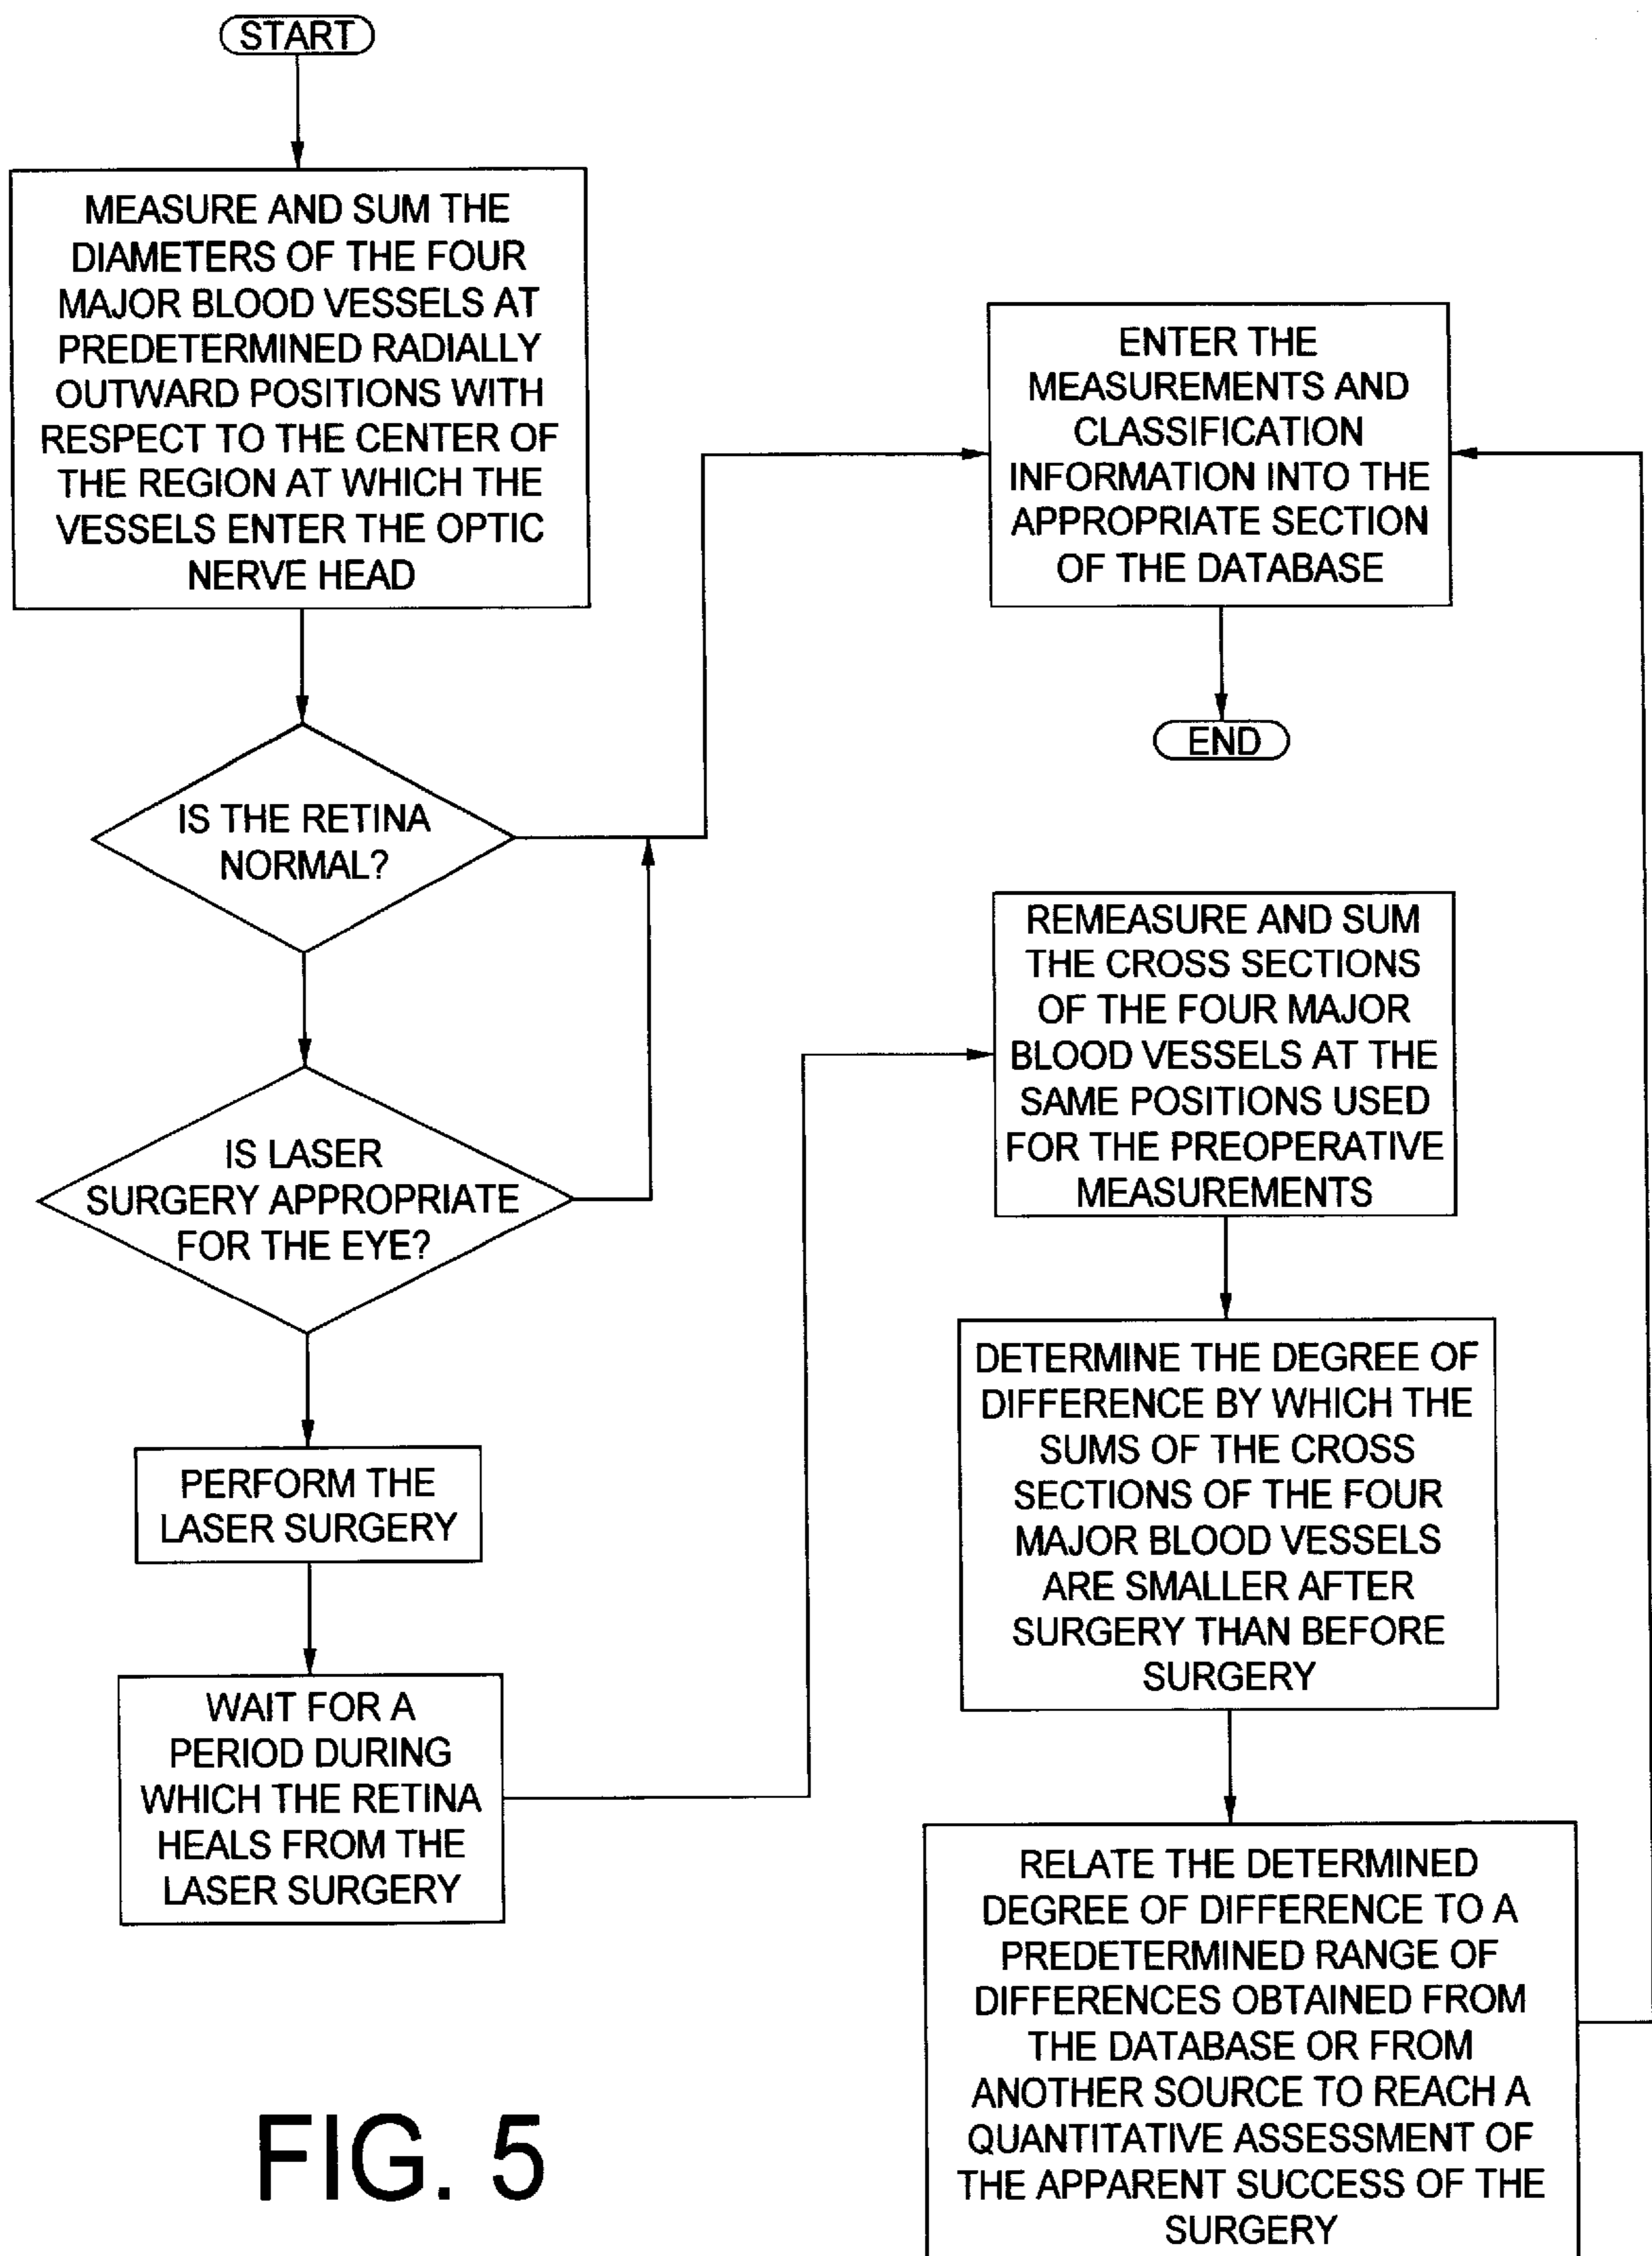 START
MEASURE AND SUM THE
DIAMETERS OF THE FOUR
MAJOR BLOOD VESSELS AT
PREDETERMINED RADIALLY
OUTWARD POSITIONS WITH
RESPECT TO THE CENTER OF
THE REGION AT WHICH THE
VESSELS ENTER THE OPTIC
NERVE HEAD
IS THE RETINA
NORMAL?
IS LASER
SURGERY APPROPRIATE
FOR THE EYE?
PERFORM THE
LASER SURGERY
WAIT FOR A
PERIOD DURING
WHICH THE RETINA
HEALS FROM THE
LASER SURGERY
REMEASURE AND SUM
THE CROSS SECTIONS
OF THE FOUR MAJOR
BLOOD VESSELS AT THE
SAME POSITIONS USED
FOR THE PREOPERATIVE
MEASUREMENTS
DETERMINE THE DEGREE OF
DIFFERENCE BY WHICH THE
SUMS OF THE CROSS
SECTIONS OF THE FOUR
MAJOR BLOOD VESSELS
ARE SMALLER AFTER
SURGERY THAN BEFORE
SURGERY
RELATE THE DETERMINED
DEGREE OF DIFFERENCE TO A
PREDETERMINED RANGE OF
DIFFERENCES OBTAINED FROM
THE DATABASE OR FROM
ANOTHER SOURCE TO REACH A
QUANTITATIVE ASSESSMENT OF
THE APPARENT SUCCESS OF THE
SURGERY
ENTER THE
MEASUREMENTS AND
CLASSIFICATION
INFORMATION INTO THE
APPROPRIATE SECTION
OF THE DATABASE
END
FIG. 5